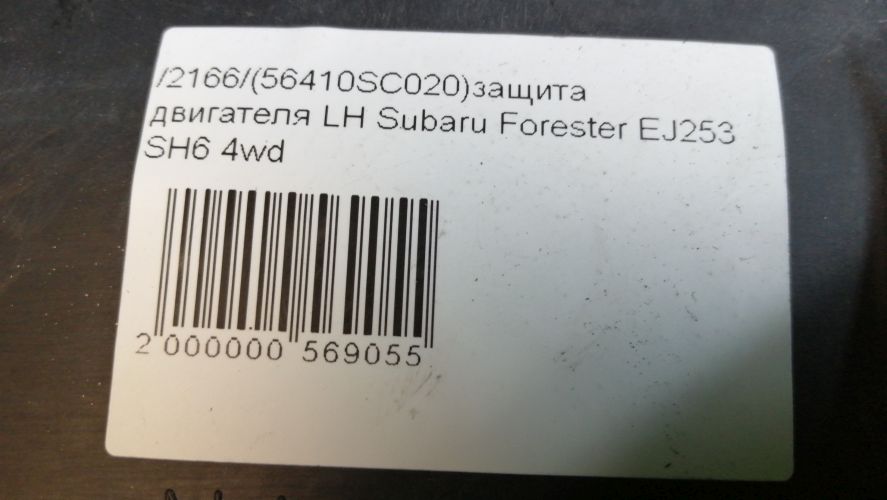 /2166/(56410SC020)защита
двигателя LH Subaru Forester EJ253
SH6 4wd
2 000000 569055